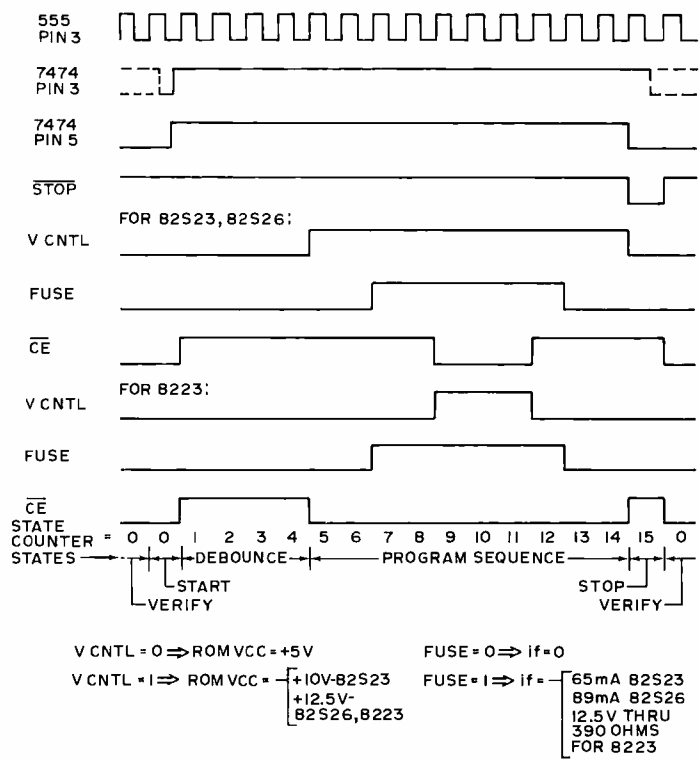 555
PIN 3
7474
PIN 3
7474
PIN 5
STOP
FOR 82S23, 82S26:
V CNTL
FUSE
CE
FOR 8223:
V CNTL
FUSE
CE
STATE
COUNTER =
STATES
0 0 1 2 3 4 5 6 7 8 9 10 11 12 13 14 15 0
DEBOUNCE
PROGRAM SEQUENCE
START
STOP
VERIFY
VERIFY
V CNTL = 0 ⇒ ROM VCC = +5V
FUSE = 0 ⇒ if = 0
V CNTL = 1 ⇒ ROM VCC =
+10V-82S23
+12.5V-
82S26, 8223
FUSE = 1 ⇒ if =
65mA 82S23
89mA 82S26
12.5V THRU
390 OHMS
FOR 8223